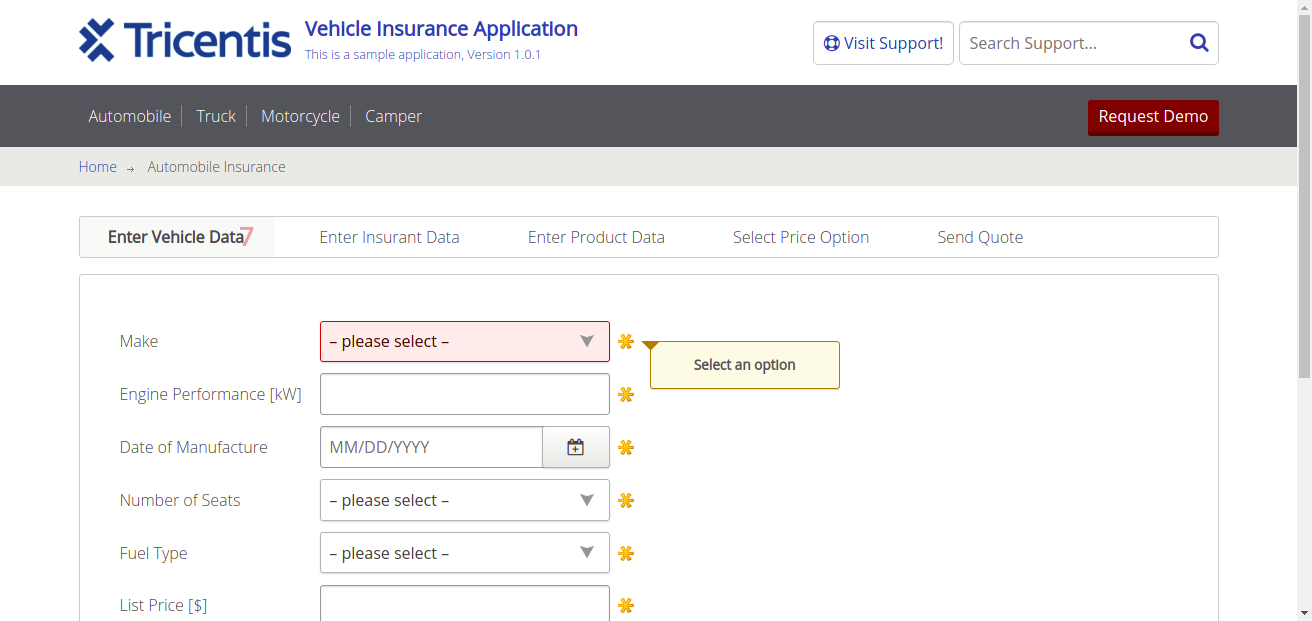 Tricentis
Vehicle Insurance Application
This is a sample application, Version 1.0.1
Visit Support!
Search Support...
Automobile
Truck
Motorcycle
Camper
Request Demo
Home → Automobile Insurance
Enter Vehicle Data 7
Enter Insurant Data
Enter Product Data
Select Price Option
Send Quote
Make
– please select –
Select an option
Engine Performance [kW]
Date of Manufacture
MM/DD/YYYY
Number of Seats
– please select –
Fuel Type
– please select –
List Price [$]